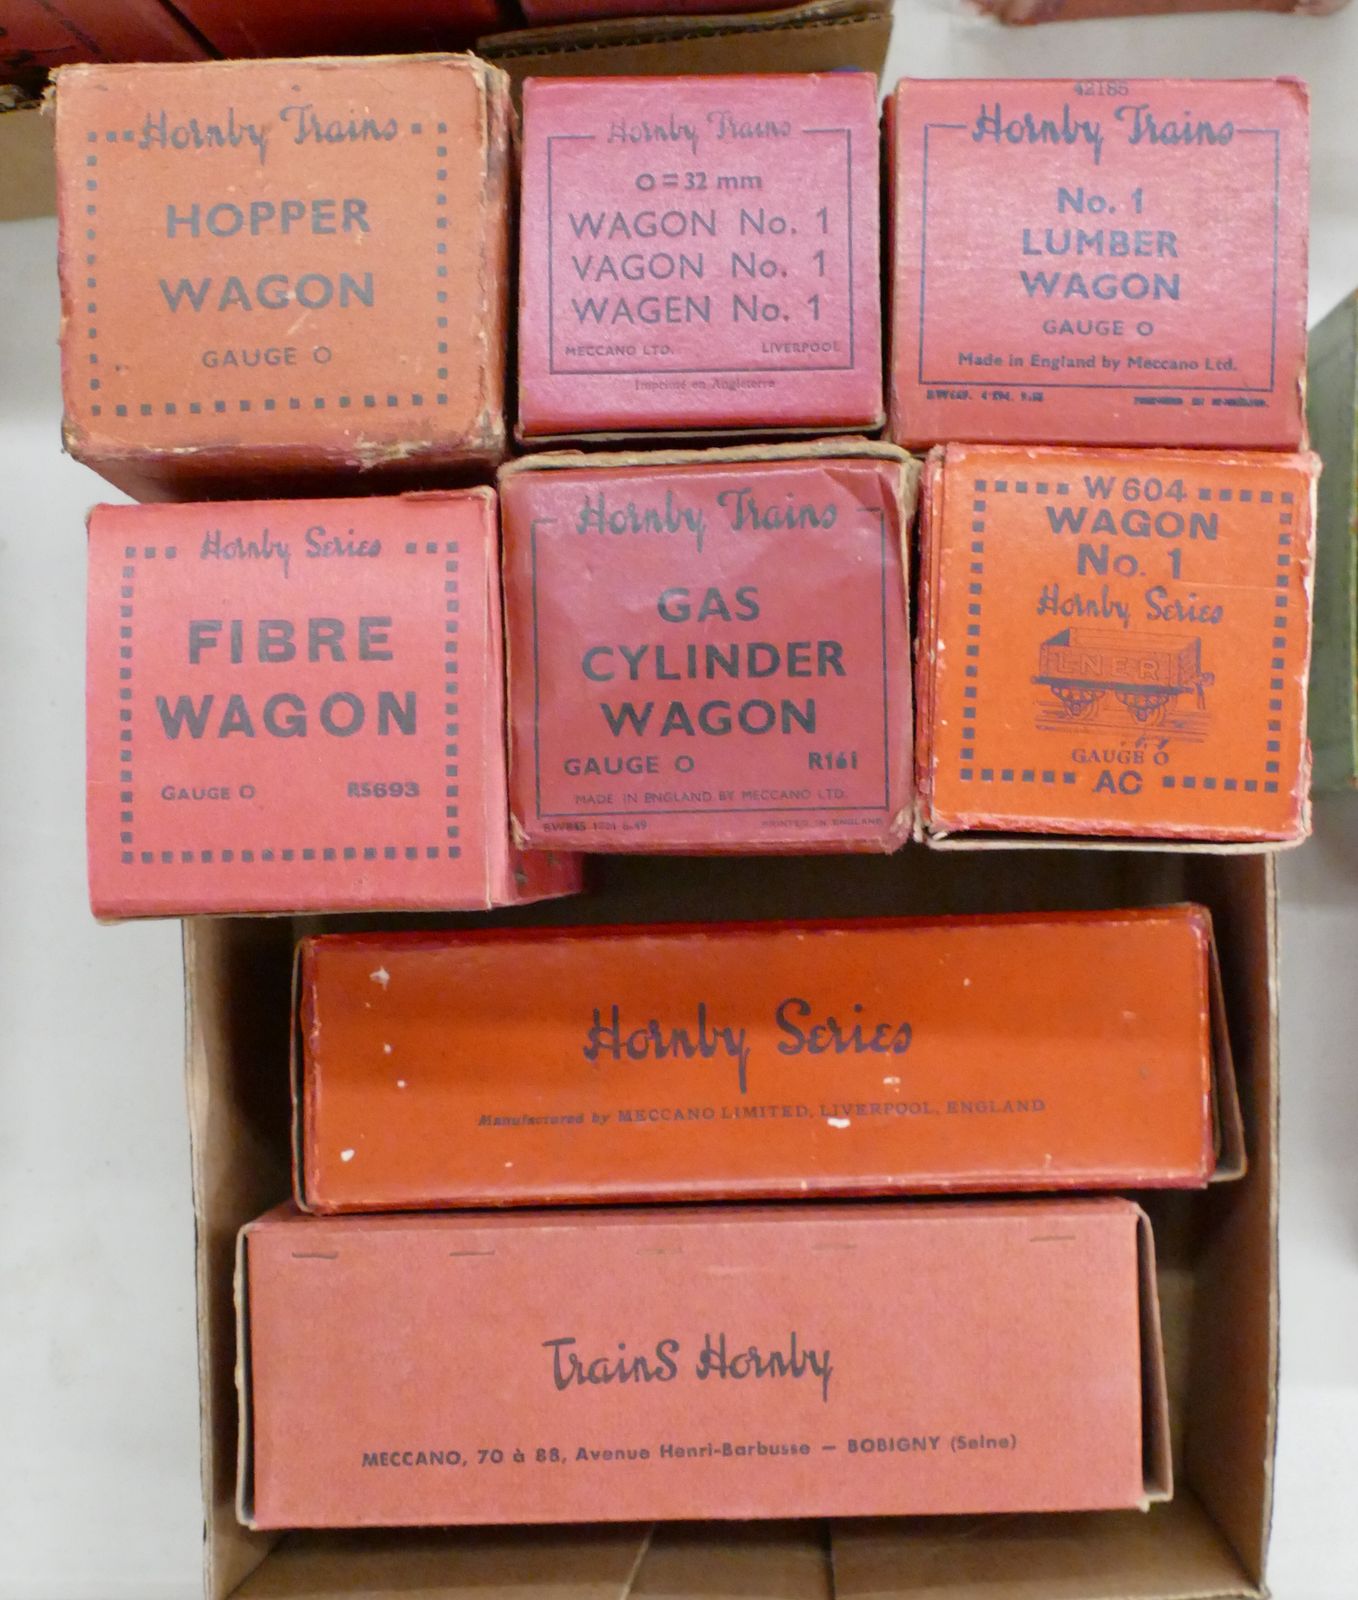 Hornby Trains
HOPPER
WAGON
GAUGE O
Hornby Trains
O=32 mm
WAGON No. 1
VAGON No. 1
WAGEN No. 1
MECCANO LTD. LIVERPOOL
Imprimé en Angleterre
42185
Hornby Trains
No. 1
LUMBER
WAGON
GAUGE O
Made in England by Meccano Ltd.
Hornby Series
FIBRE
WAGON
GAUGE O R5693
Hornby Trains
GAS
CYLINDER
WAGON
GAUGE O R161
MADE IN ENGLAND BY MECCANO LTD.
BW845 6-49 PRINTED IN ENGLAND
W604
WAGON
No. 1
Hornby Series
LNER
GAUGE O
AC
Hornby Series
Manufactured by MECCANO LIMITED, LIVERPOOL, ENGLAND
TrainS Hornby
MECCANO, 70 à 88, Avenue Henri-Barbusse — BOBIGNY (Seine)